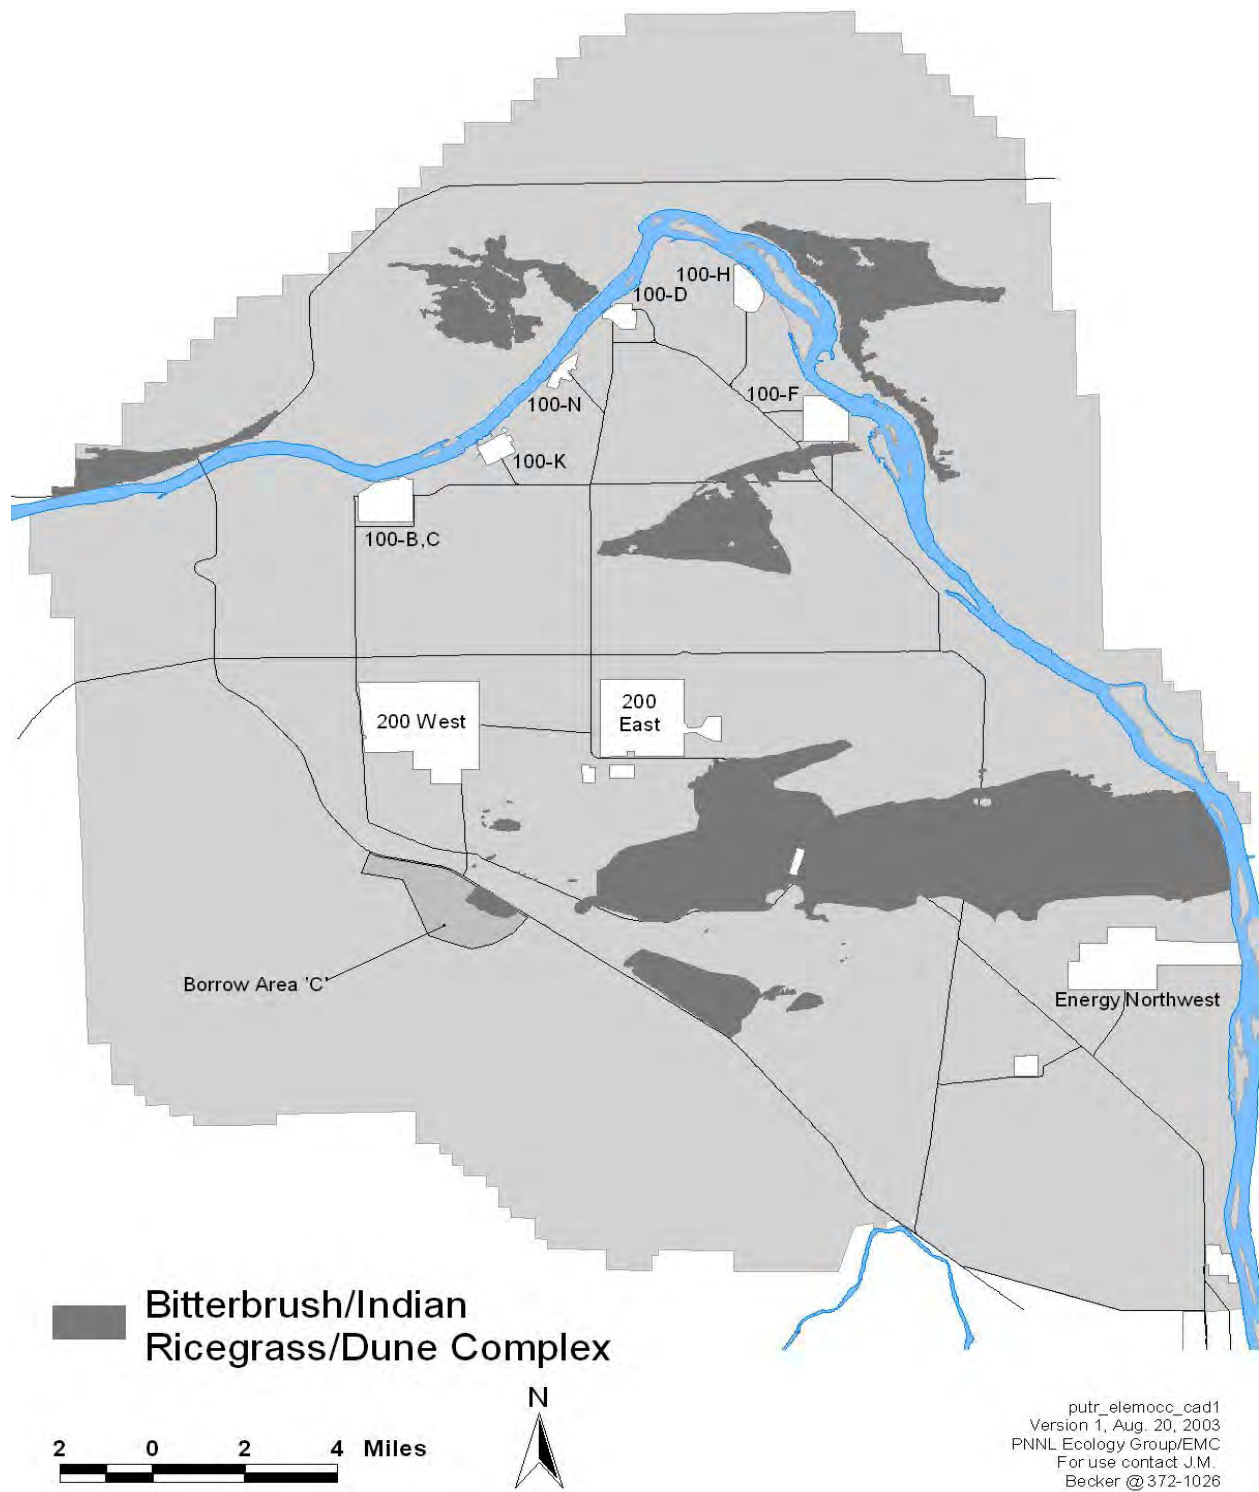 100-H
100-D
100-F
100-N
100-K
100-B,C
200 West
200
East
Borrow Area 'C'
Energy Northwest
Bitterbrush/Indian
Ricegrass/Dune Complex
N
2 0 2 4 Miles
putr_elemocc_cad1
Version 1, Aug. 20, 2003
PNNL Ecology Group/EMC
For use contact J.M.
Becker @ 372-1026